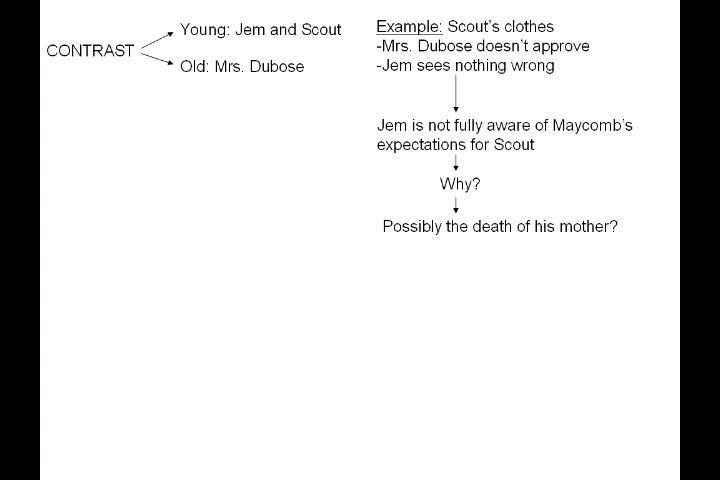 CONTRAST
Young: Jem and Scout
Old: Mrs. Dubose
Example: Scout's clothes
-Mrs. Dubose doesn't approve
-Jem sees nothing wrong
Jem is not fully aware of Maycomb's
expectations for Scout
Why?
Possibly the death of his mother?